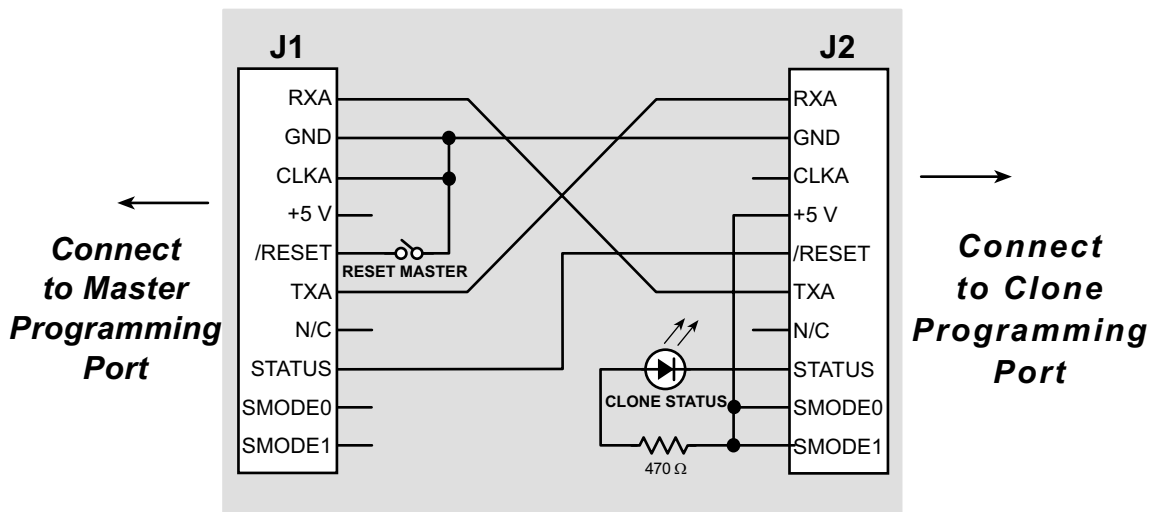 J1
RXA
GND
CLKA
+5 V
/RESET
TXA
N/C
STATUS
SMODE0
SMODE1
Connect
to Master
Programming
Port
RESET MASTER
CLONE STATUS
470 Ω
J2
RXA
GND
CLKA
+5 V
/RESET
TXA
N/C
STATUS
SMODE0
SMODE1
Connect
to Clone
Programming
Port